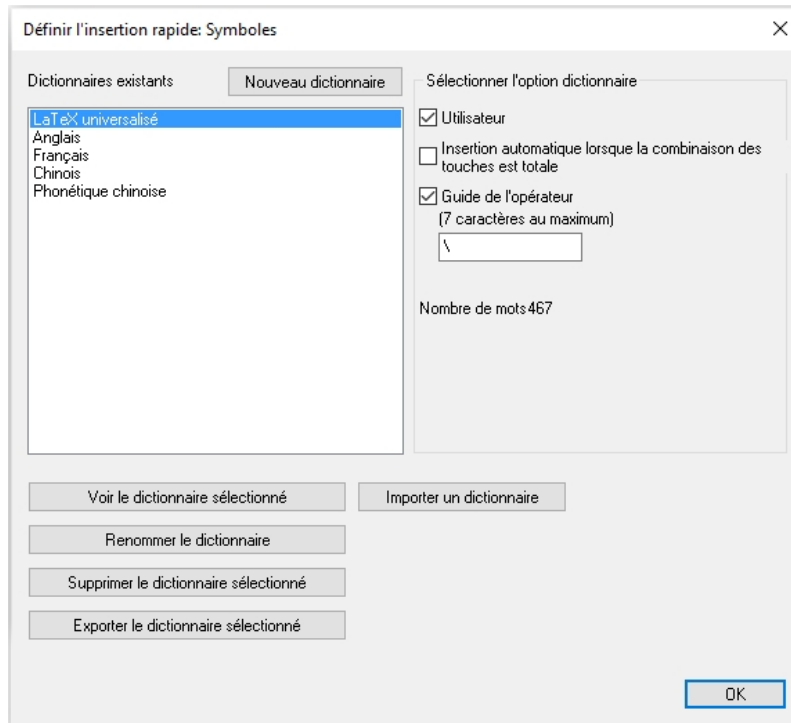 Définir l'insertion rapide: Symboles
Dictionnaires existants
Nouveau dictionnaire
LaTeX universalisé
Anglais
Français
Chinois
Phonétique chinoise
Sélectionner l'option dictionnaire
Utilisateur
Insertion automatique lorsque la combinaison des
touches est totale
Guide de l'opérateur
(7 caractères au maximum)
\
Nombre de mots467
Voir le dictionnaire sélectionné
Importer un dictionnaire
Renommer le dictionnaire
Supprimer le dictionnaire sélectionné
Exporter le dictionnaire sélectionné
OK